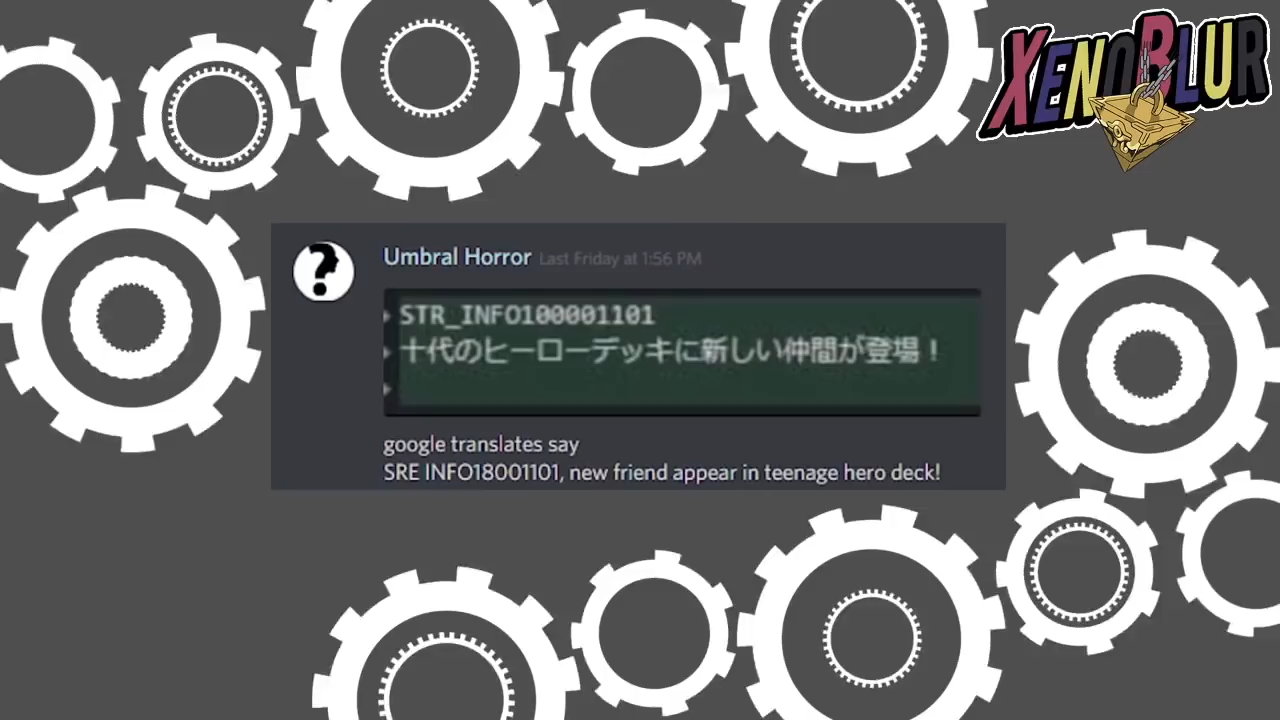 XENOBLUR
Umbral Horror Last Friday at 1:56 PM
STR_INFO100001101
十代のヒーローデッキに新しい仲間が登場！
google translates say
SRE INFO18001101, new friend appear in teenage hero deck!